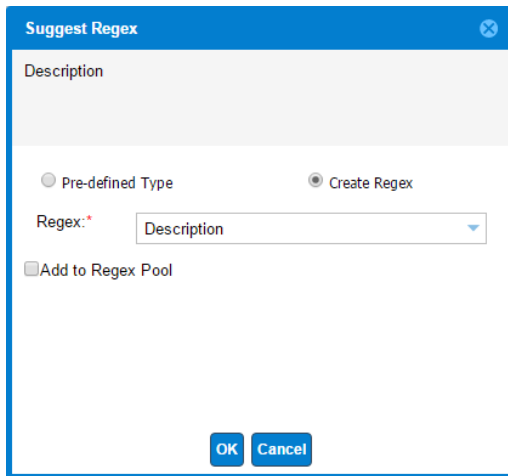 Suggest Regex
Description
Pre-defined Type Create Regex
Regex:* Description
Add to Regex Pool
OK Cancel